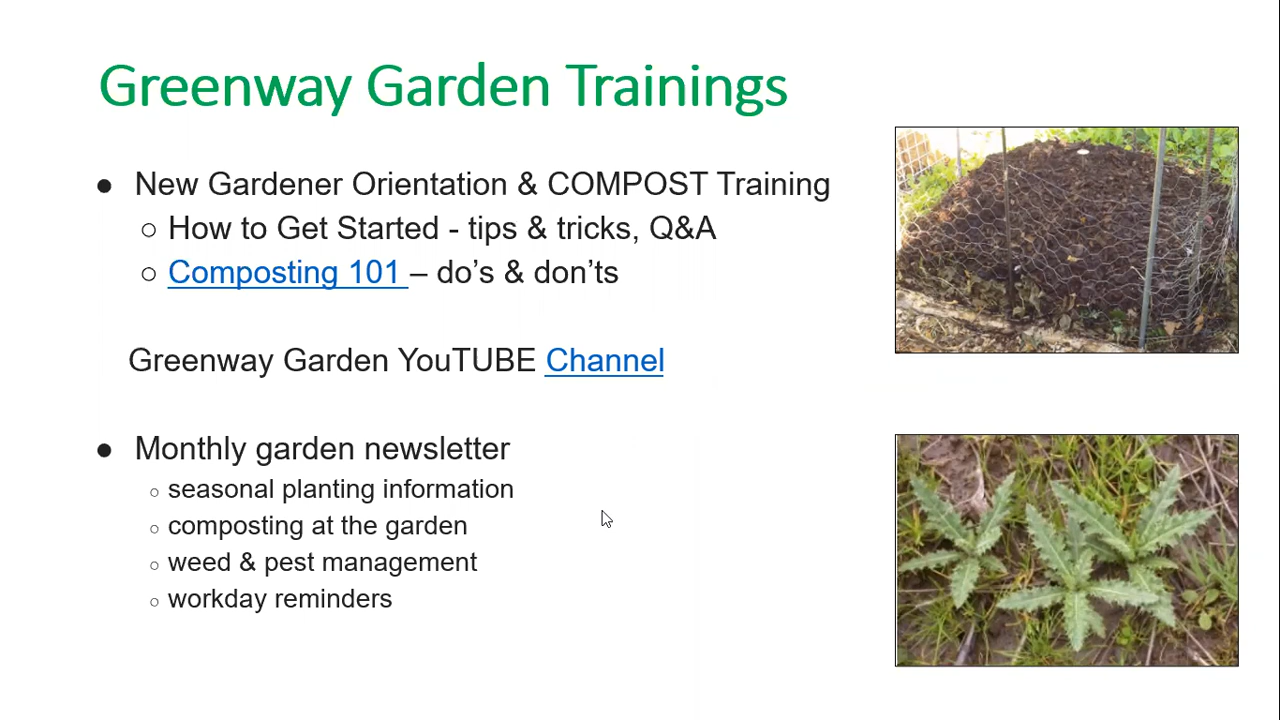 Greenway Garden Trainings
● New Gardener Orientation & COMPOST Training
○ How to Get Started - tips & tricks, Q&A
○ Composting 101 – do’s & don’ts
Greenway Garden YouTUBE Channel
● Monthly garden newsletter
○ seasonal planting information
○ composting at the garden
○ weed & pest management
○ workday reminders